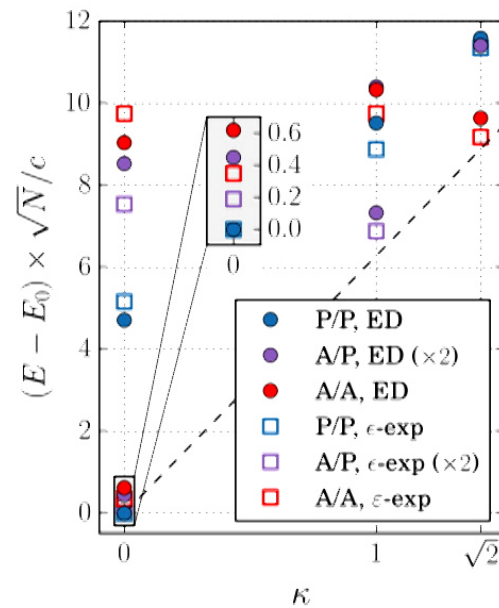 12
10
8
6
4
2
0
(E − E₀) × √N/c
0.6
0.4
0.2
0.0
0
P/P, ED
A/P, ED (×2)
A/A, ED
P/P, ϵ-exp
A/P, ϵ-exp (×2)
A/A, ε-exp
0
1
√2
κ